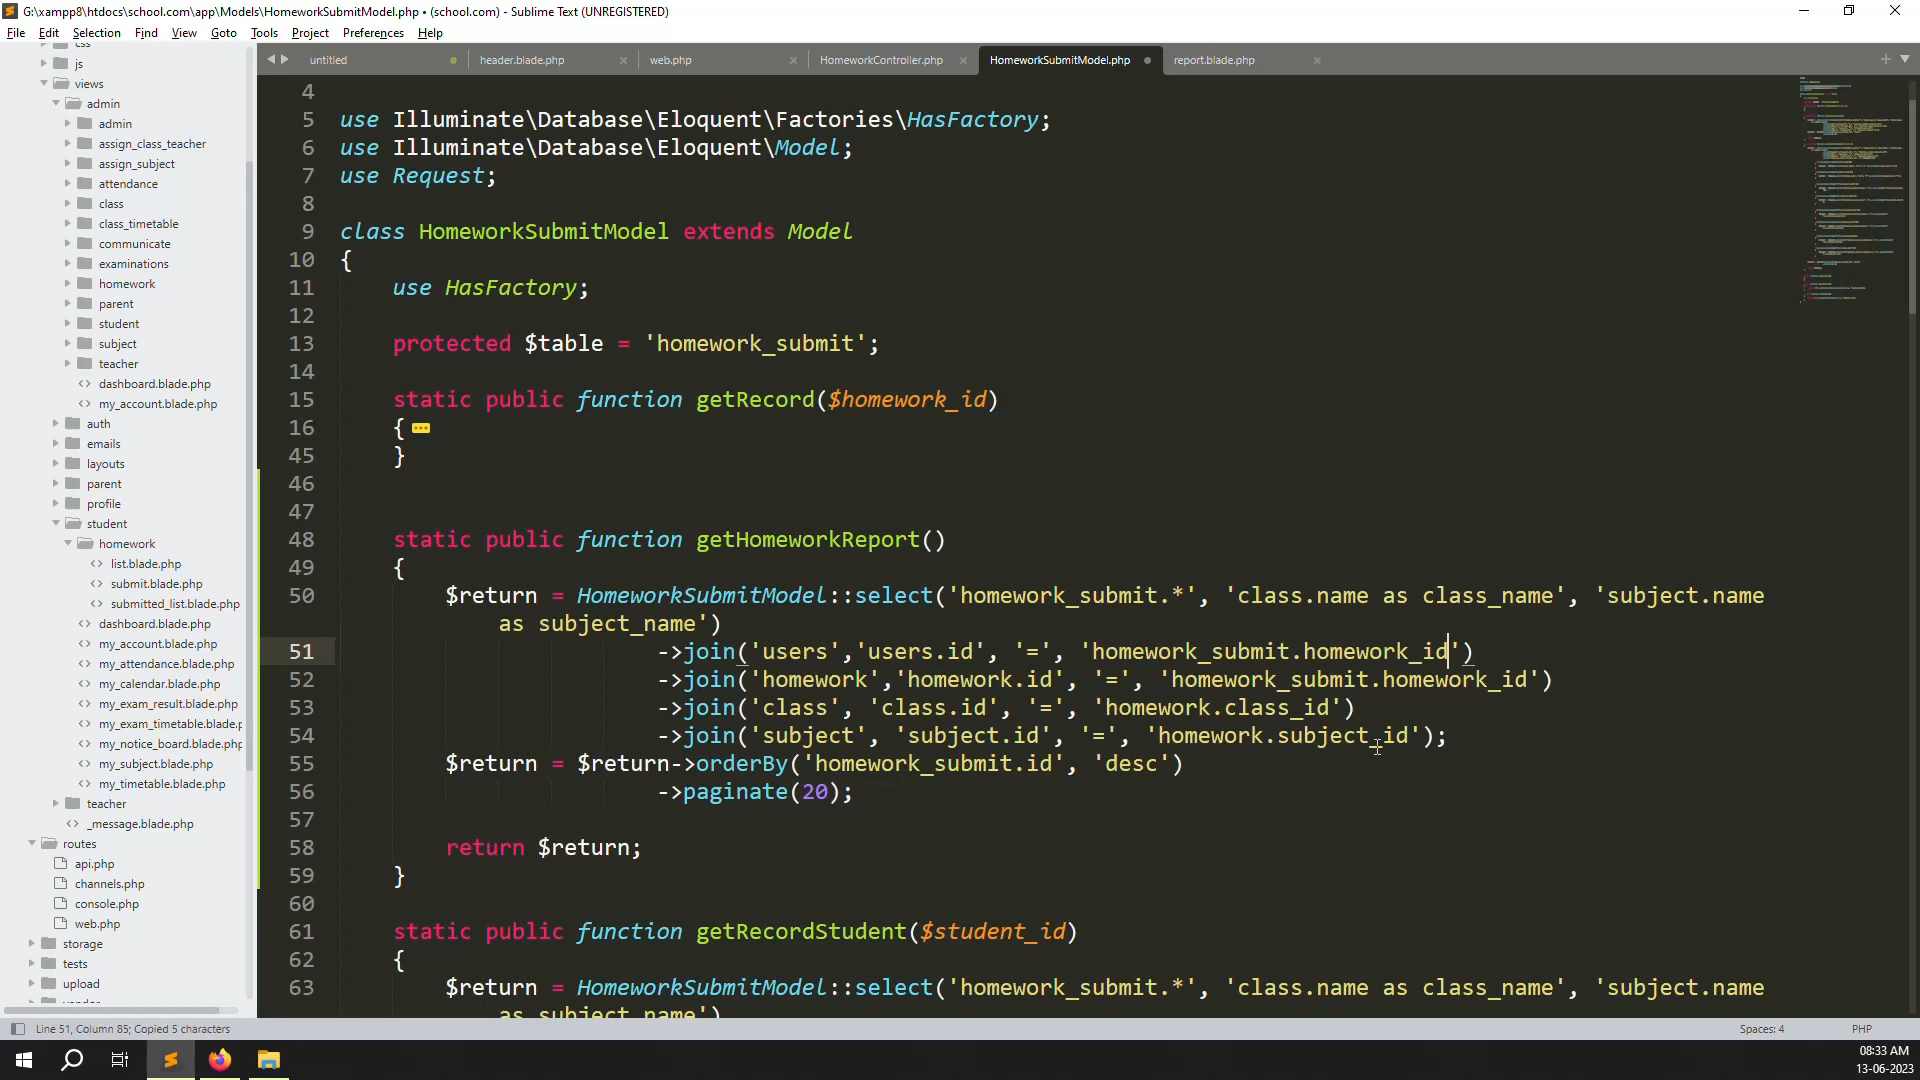 G:\xampp8\htdocs\school.com\app\Models\HomeworkSubmitModel.php • (school.com) - Sublime Text (UNREGISTERED)
File Edit Selection Find View Goto Tools Project Preferences Help
untitled header.blade.php web.php HomeworkController.php HomeworkSubmitModel.php report.blade.php
css
js
views
admin
admin
assign_class_teacher
assign_subject
attendance
class
class_timetable
communicate
examinations
homework
parent
student
subject
teacher
dashboard.blade.php
my_account.blade.php
auth
emails
layouts
parent
profile
student
homework
list.blade.php
submit.blade.php
submitted_list.blade.php
dashboard.blade.php
my_account.blade.php
my_attendance.blade.php
my_calendar.blade.php
my_exam_result.blade.php
my_exam_timetable.blade.p
my_notice_board.blade.php
my_subject.blade.php
my_timetable.blade.php
teacher
_message.blade.php
routes
api.php
channels.php
console.php
web.php
storage
tests
upload
4
5 use Illuminate\Database\Eloquent\Factories\HasFactory;
6 use Illuminate\Database\Eloquent\Model;
7 use Request;
8
9 class HomeworkSubmitModel extends Model
10 {
11 use HasFactory;
12
13 protected $table = 'homework_submit';
14
15 static public function getRecord($homework_id)
16 {
45 }
46
47
48 static public function getHomeworkReport()
49 {
50 $return = HomeworkSubmitModel::select('homework_submit.*', 'class.name as class_name', 'subject.name
as subject_name')
51 ->join('users','users.id', '=', 'homework_submit.homework_id')
52 ->join('homework','homework.id', '=', 'homework_submit.homework_id')
53 ->join('class', 'class.id', '=', 'homework.class_id')
54 ->join('subject', 'subject.id', '=', 'homework.subject_id');
55 $return = $return->orderBy('homework_submit.id', 'desc')
56 ->paginate(20);
57
58 return $return;
59 }
60
61 static public function getRecordStudent($student_id)
62 {
63 $return = HomeworkSubmitModel::select('homework_submit.*', 'class.name as class_name', 'subject.name
as subject_name')
Line 51, Column 85; Copied 5 characters
Spaces: 4 PHP
08:33 AM
13-06-2023